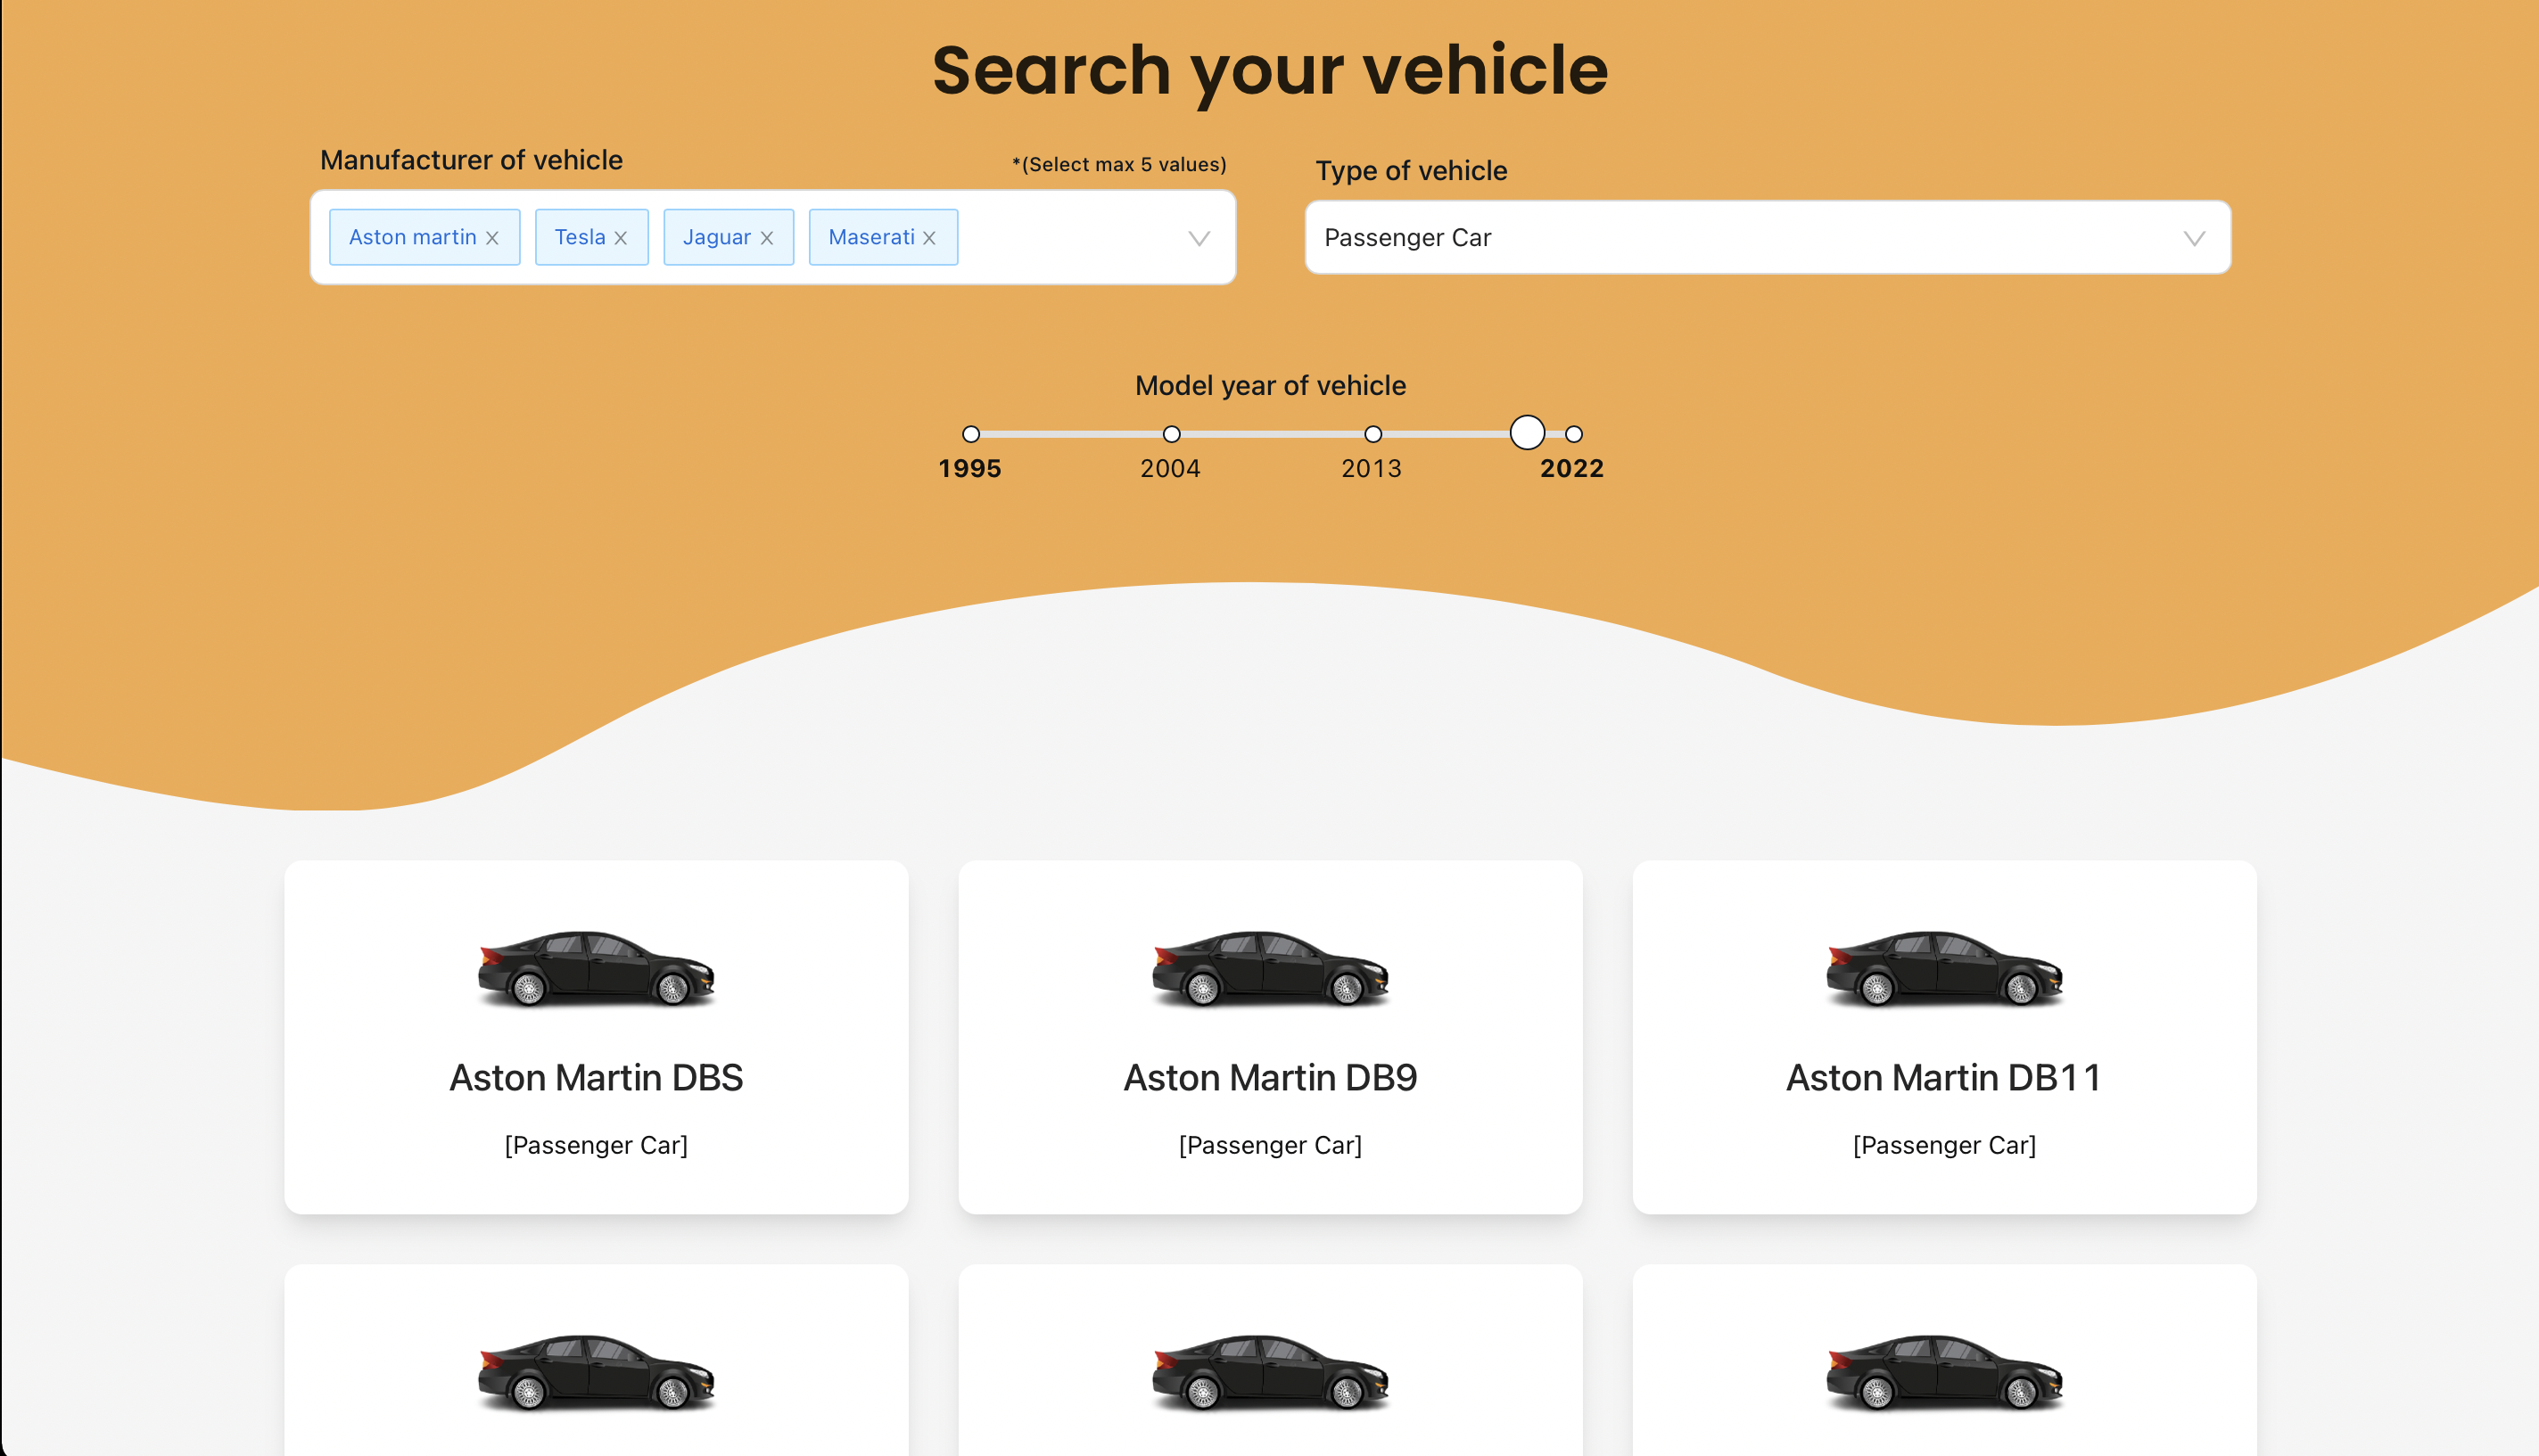 Search your vehicle
Manufacturer of vehicle
*(Select max 5 values)
Type of vehicle
Aston martin
Tesla
Jaguar
Maserati
Passenger Car
Model year of vehicle
1995
2004
2013
2022
Aston Martin DBS
Aston Martin DB9
Aston Martin DB11
[Passenger Car]
[Passenger Car]
[Passenger Car]